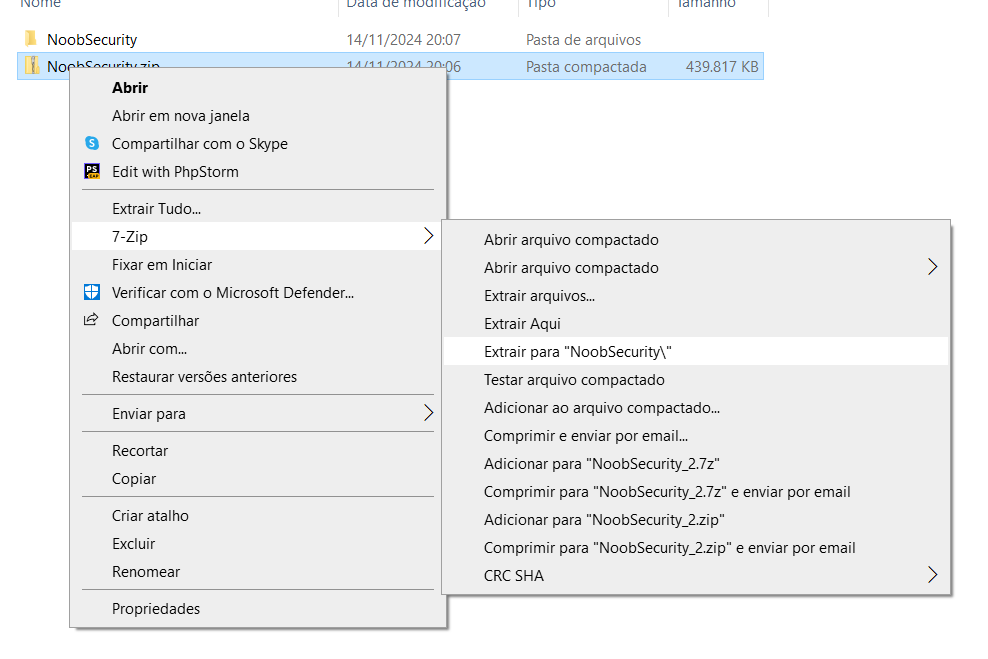 Nome Data de modificação Tipo Tamanho
NoobSecurity 14/11/2024 20:07 Pasta de arquivos
NoobSecurity.zip 14/11/2024 20:06 Pasta compactada 439.817 KB
Abrir
Abrir em nova janela
Compartilhar com o Skype
Edit with PhpStorm
Extrair Tudo...
7-Zip
Fixar em Iniciar
Verificar com o Microsoft Defender...
Compartilhar
Abrir com...
Restaurar versões anteriores
Enviar para
Recortar
Copiar
Criar atalho
Excluir
Renomear
Propriedades
Abrir arquivo compactado
Abrir arquivo compactado
Extrair arquivos...
Extrair Aqui
Extrair para "NoobSecurity\"
Testar arquivo compactado
Adicionar ao arquivo compactado...
Comprimir e enviar por email...
Adicionar para "NoobSecurity_2.7z"
Comprimir para "NoobSecurity_2.7z" e enviar por email
Adicionar para "NoobSecurity_2.zip"
Comprimir para "NoobSecurity_2.zip" e enviar por email
CRC SHA